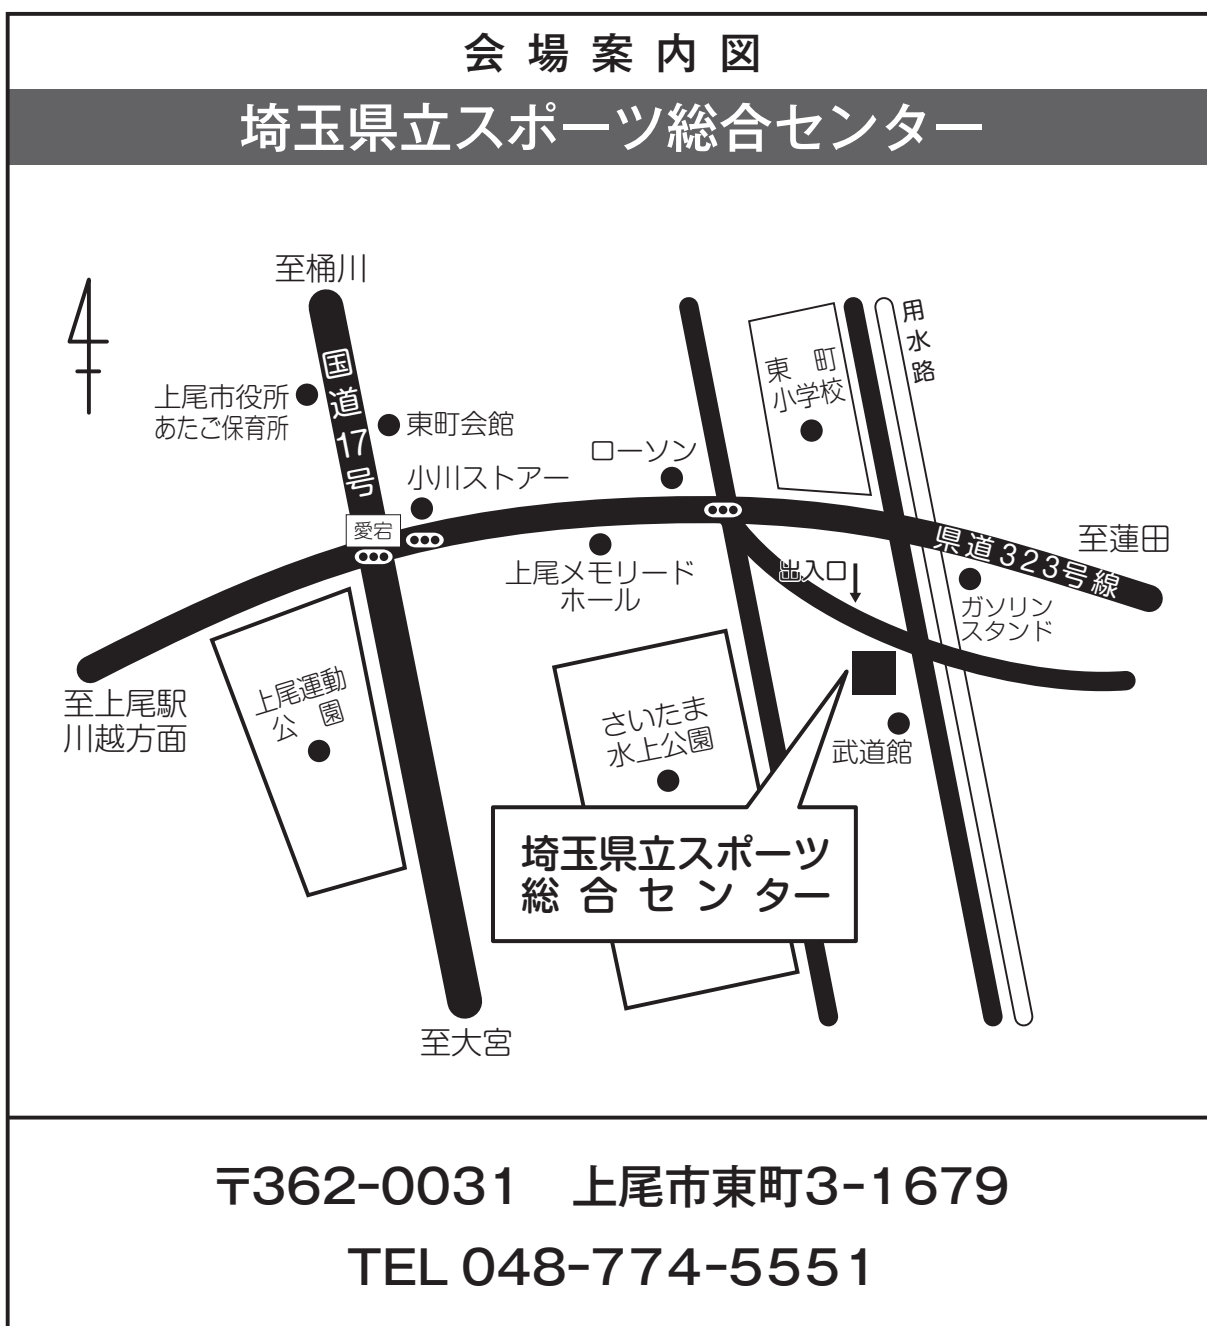 会場案内図
埼玉県立スポーツ総合センター
至桶川
国道17号
上尾市役所
あたご保育所
東町会館
小川ストアー
愛宕
ローソン
東町
小学校
用水路
県道323号線
至蓮田
上尾メモリード
ホール
出入口
ガソリン
スタンド
至上尾駅
川越方面
上尾運動
公園
さいたま
水上公園
武道館
埼玉県立スポーツ
総合センター
至大宮
〒362-0031　上尾市東町3-1679
TEL 048-774-5551